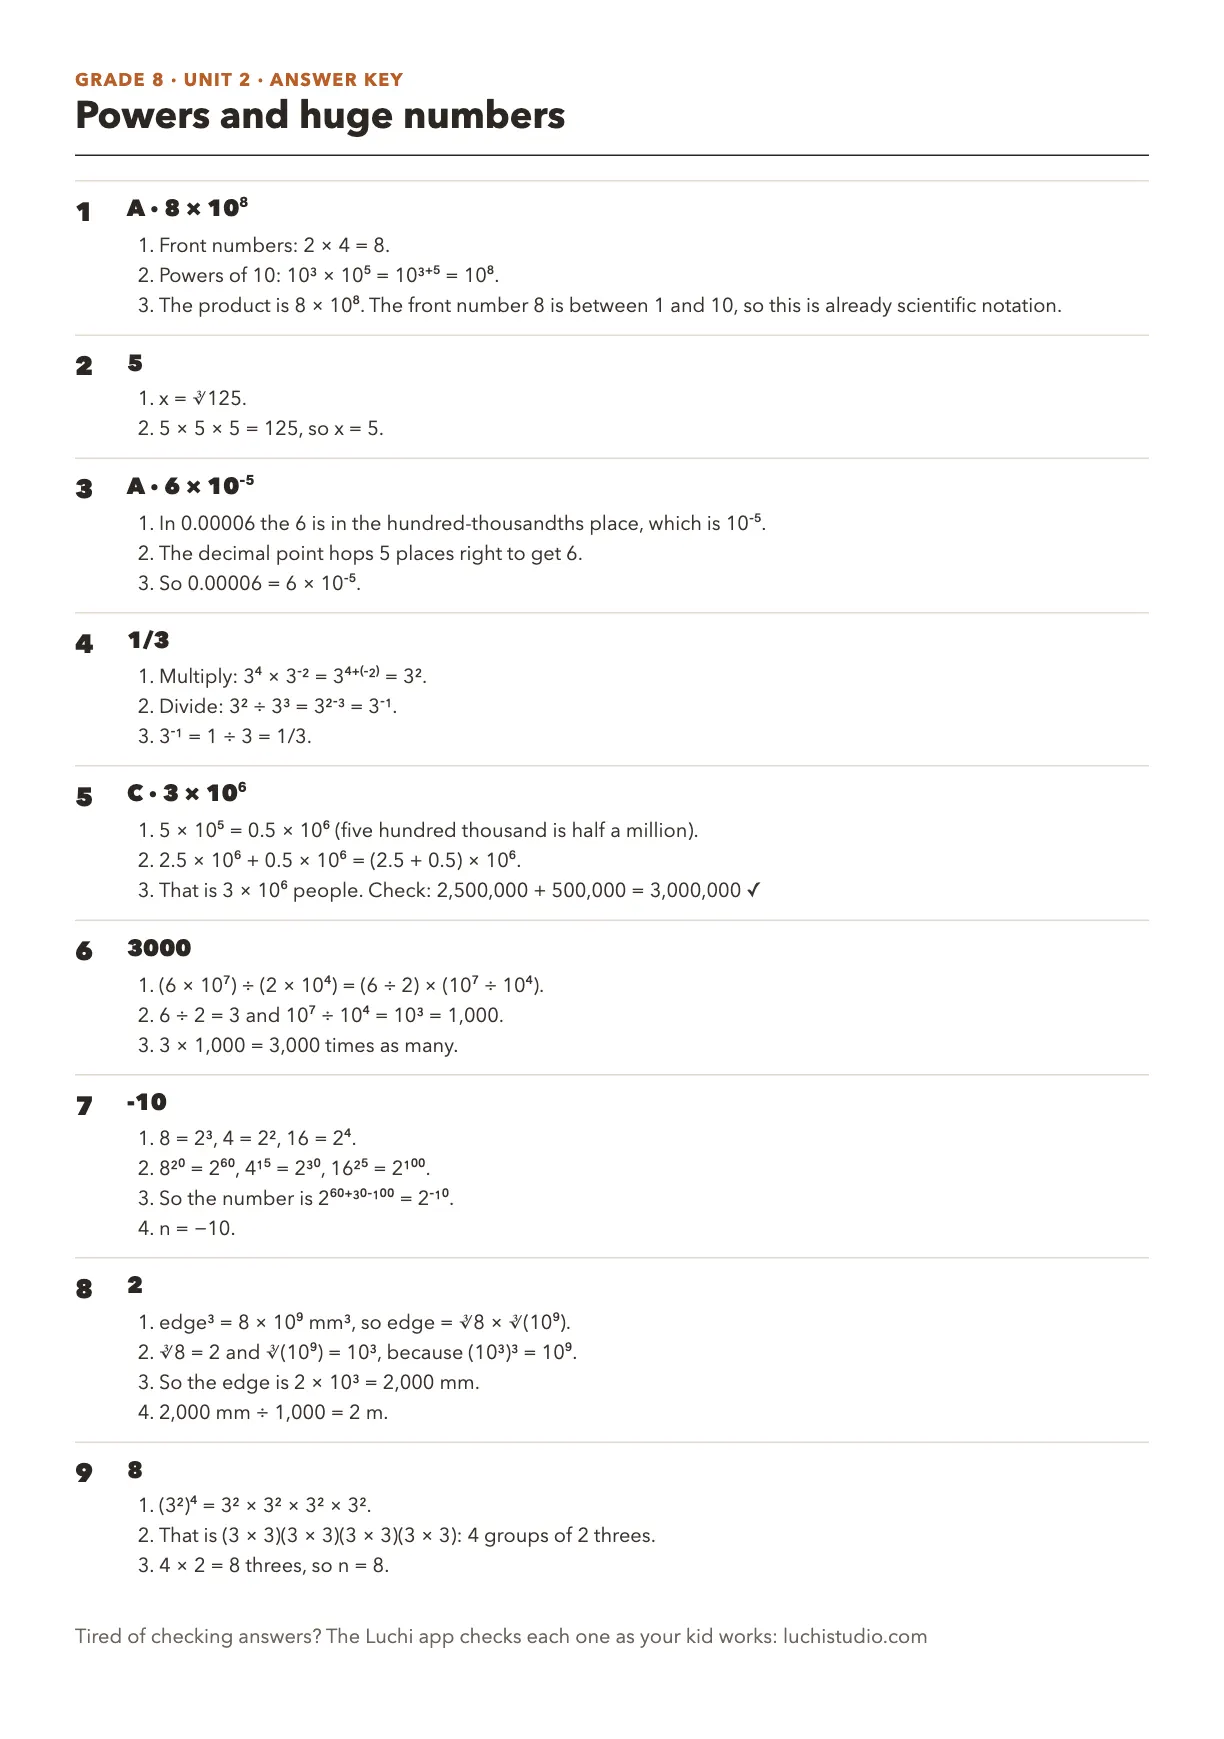 GRADE 8 · UNIT 2 · ANSWER KEY
Powers and huge numbers
1 A · 8 × 10⁸
1. Front numbers: 2 × 4 = 8.
2. Powers of 10: 10³ × 10⁵ = 10³⁺⁵ = 10⁸.
3. The product is 8 × 10⁸. The front number 8 is between 1 and 10, so this is already scientific notation.
2 5
1. x = ∛125.
2. 5 × 5 × 5 = 125, so x = 5.
3 A · 6 × 10⁻⁵
1. In 0.00006 the 6 is in the hundred-thousandths place, which is 10⁻⁵.
2. The decimal point hops 5 places right to get 6.
3. So 0.00006 = 6 × 10⁻⁵.
4 1/3
1. Multiply: 3⁴ × 3⁻² = 3⁴⁺⁽⁻²⁾ = 3².
2. Divide: 3² ÷ 3³ = 3²⁻³ = 3⁻¹.
3. 3⁻¹ = 1 ÷ 3 = 1/3.
5 C · 3 × 10⁶
1. 5 × 10⁵ = 0.5 × 10⁶ (five hundred thousand is half a million).
2. 2.5 × 10⁶ + 0.5 × 10⁶ = (2.5 + 0.5) × 10⁶.
3. That is 3 × 10⁶ people. Check: 2,500,000 + 500,000 = 3,000,000 ✓
6 3000
1. (6 × 10⁷) ÷ (2 × 10⁴) = (6 ÷ 2) × (10⁷ ÷ 10⁴).
2. 6 ÷ 2 = 3 and 10⁷ ÷ 10⁴ = 10³ = 1,000.
3. 3 × 1,000 = 3,000 times as many.
7 -10
1. 8 = 2³, 4 = 2², 16 = 2⁴.
2. 8²⁰ = 2⁶⁰, 4¹⁵ = 2³⁰, 16²⁵ = 2¹⁰⁰.
3. So the number is 2⁶⁰⁺³⁰⁻¹⁰⁰ = 2⁻¹⁰.
4. n = −10.
8 2
1. edge³ = 8 × 10⁹ mm³, so edge = ∛8 × ∛(10⁹).
2. ∛8 = 2 and ∛(10⁹) = 10³, because (10³)³ = 10⁹.
3. So the edge is 2 × 10³ = 2,000 mm.
4. 2,000 mm ÷ 1,000 = 2 m.
9 8
1. (3²)⁴ = 3² × 3² × 3² × 3².
2. That is (3 × 3)(3 × 3)(3 × 3)(3 × 3): 4 groups of 2 threes.
3. 4 × 2 = 8 threes, so n = 8.
Tired of checking answers? The Luchi app checks each one as your kid works: luchistudio.com